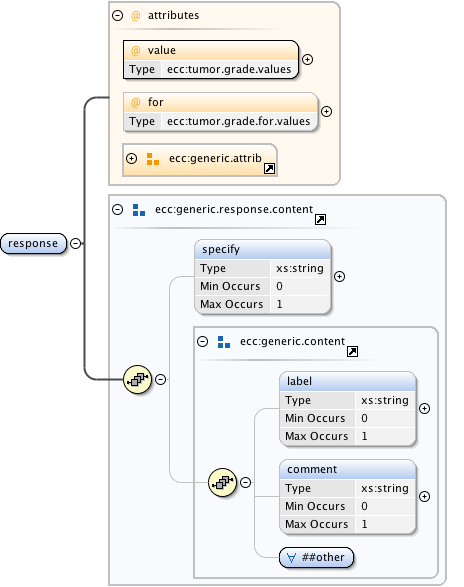 @ attributes
@ value
Type ecc:tumor.grade.values
@ for
Type ecc:tumor.grade.for.values
ecc:generic.attrib
response
ecc:generic.response.content
specify
Type xs:string
Min Occurs 0
Max Occurs 1
ecc:generic.content
label
Type xs:string
Min Occurs 0
Max Occurs 1
comment
Type xs:string
Min Occurs 0
Max Occurs 1
∀ ##other